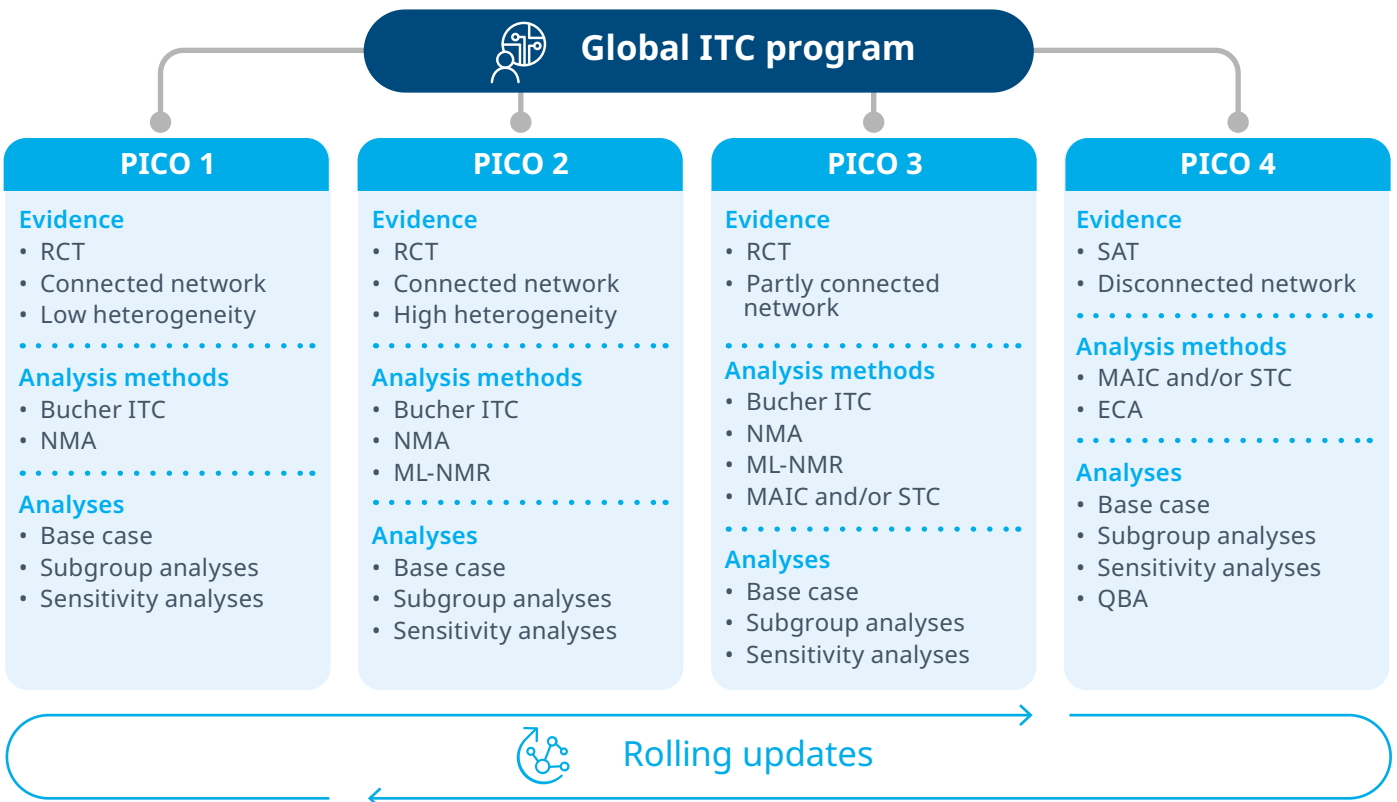 Global ITC program
PICO 1
Evidence
• RCT
• Connected network
• Low heterogeneity
Analysis methods
• Bucher ITC
• NMA
Analyses
• Base case
• Subgroup analyses
• Sensitivity analyses
PICO 2
Evidence
• RCT
• Connected network
• High heterogeneity
Analysis methods
• Bucher ITC
• NMA
• ML-NMR
Analyses
• Base case
• Subgroup analyses
• Sensitivity analyses
PICO 3
Evidence
• RCT
• Partly connected
network
Analysis methods
• Bucher ITC
• NMA
• ML-NMR
• MAIC and/or STC
Analyses
• Base case
• Subgroup analyses
• Sensitivity analyses
PICO 4
Evidence
• SAT
• Disconnected network
Analysis methods
• MAIC and/or STC
• ECA
Analyses
• Base case
• Subgroup analyses
• Sensitivity analyses
• QBA
Rolling updates